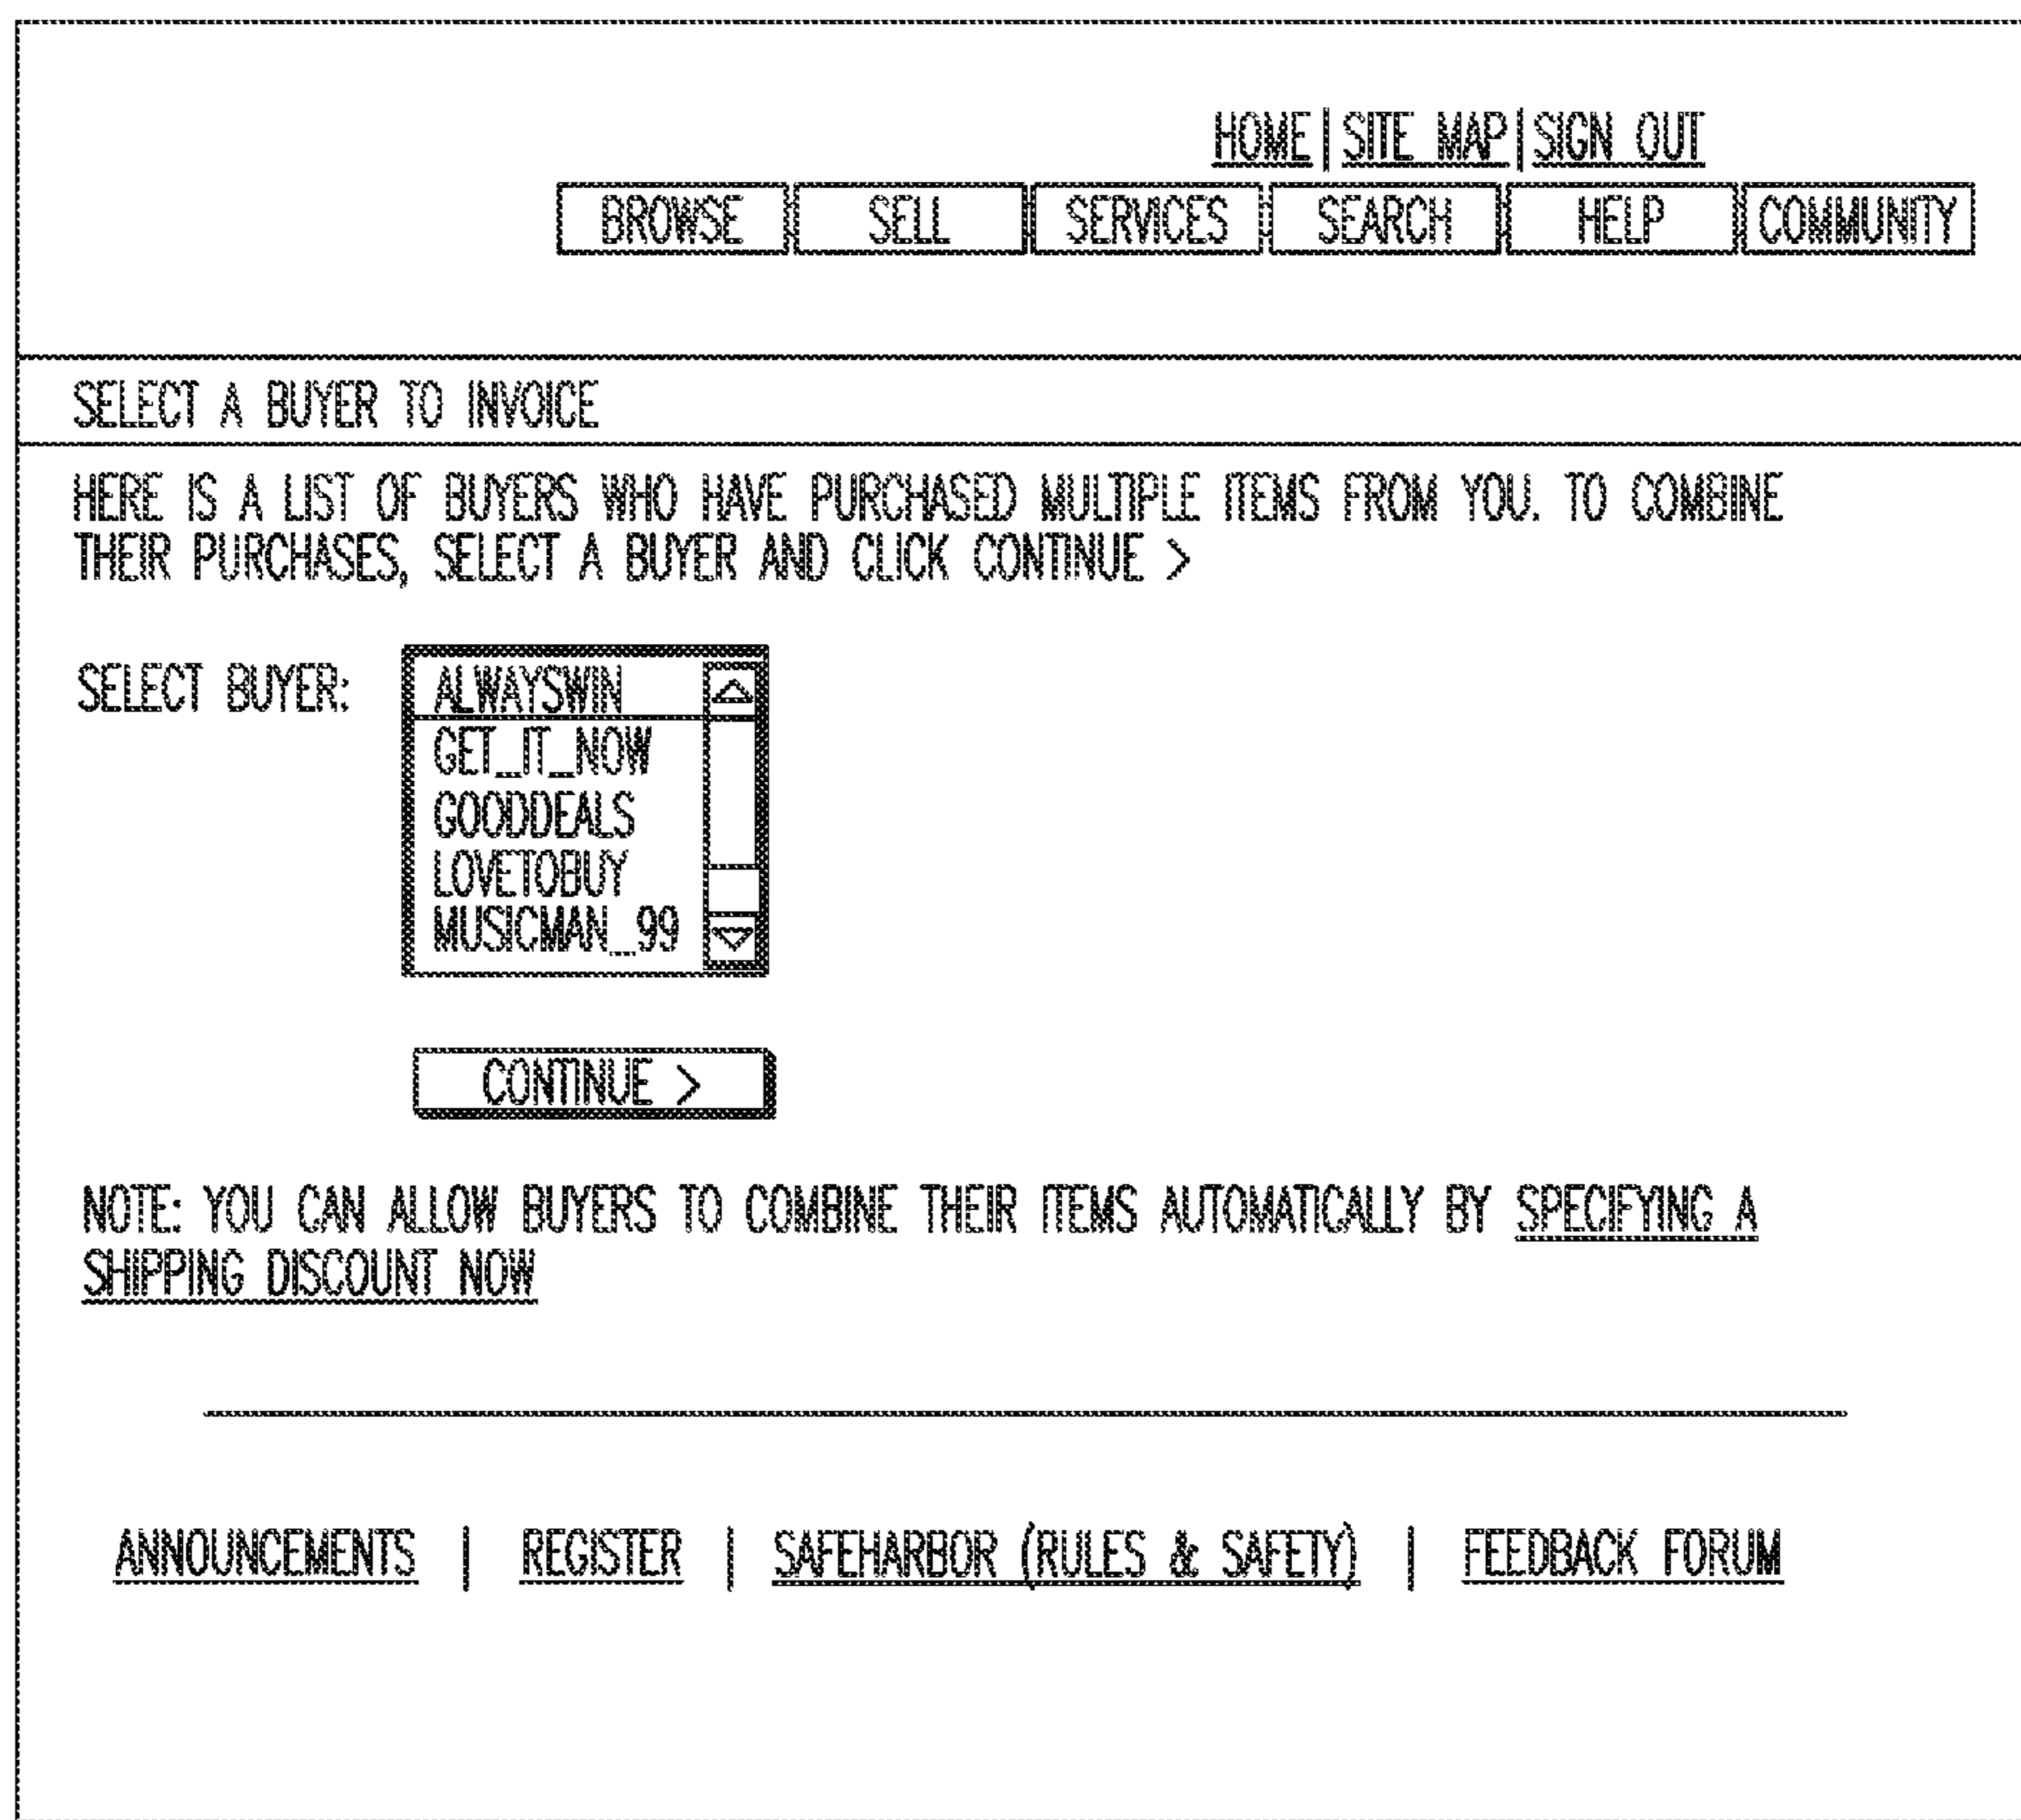 HOME | SITE MAP | SIGN OUT
BROWSE SELL SERVICES SEARCH HELP COMMUNITY
SELECT A BUYER TO INVOICE
HERE IS A LIST OF BUYERS WHO HAVE PURCHASED MULTIPLE ITEMS FROM YOU. TO COMBINE
THEIR PURCHASES, SELECT A BUYER AND CLICK CONTINUE >
SELECT BUYER: ALWAYSWIN
GET_IT_NOW
GOODDEALS
LOVETOBUY
MUSICMAN_99
CONTINUE >
NOTE: YOU CAN ALLOW BUYERS TO COMBINE THEIR ITEMS AUTOMATICALLY BY SPECIFYING A
SHIPPING DISCOUNT NOW
ANNOUNCEMENTS | REGISTER | SAFEHARBOR (RULES & SAFETY) | FEEDBACK FORUM